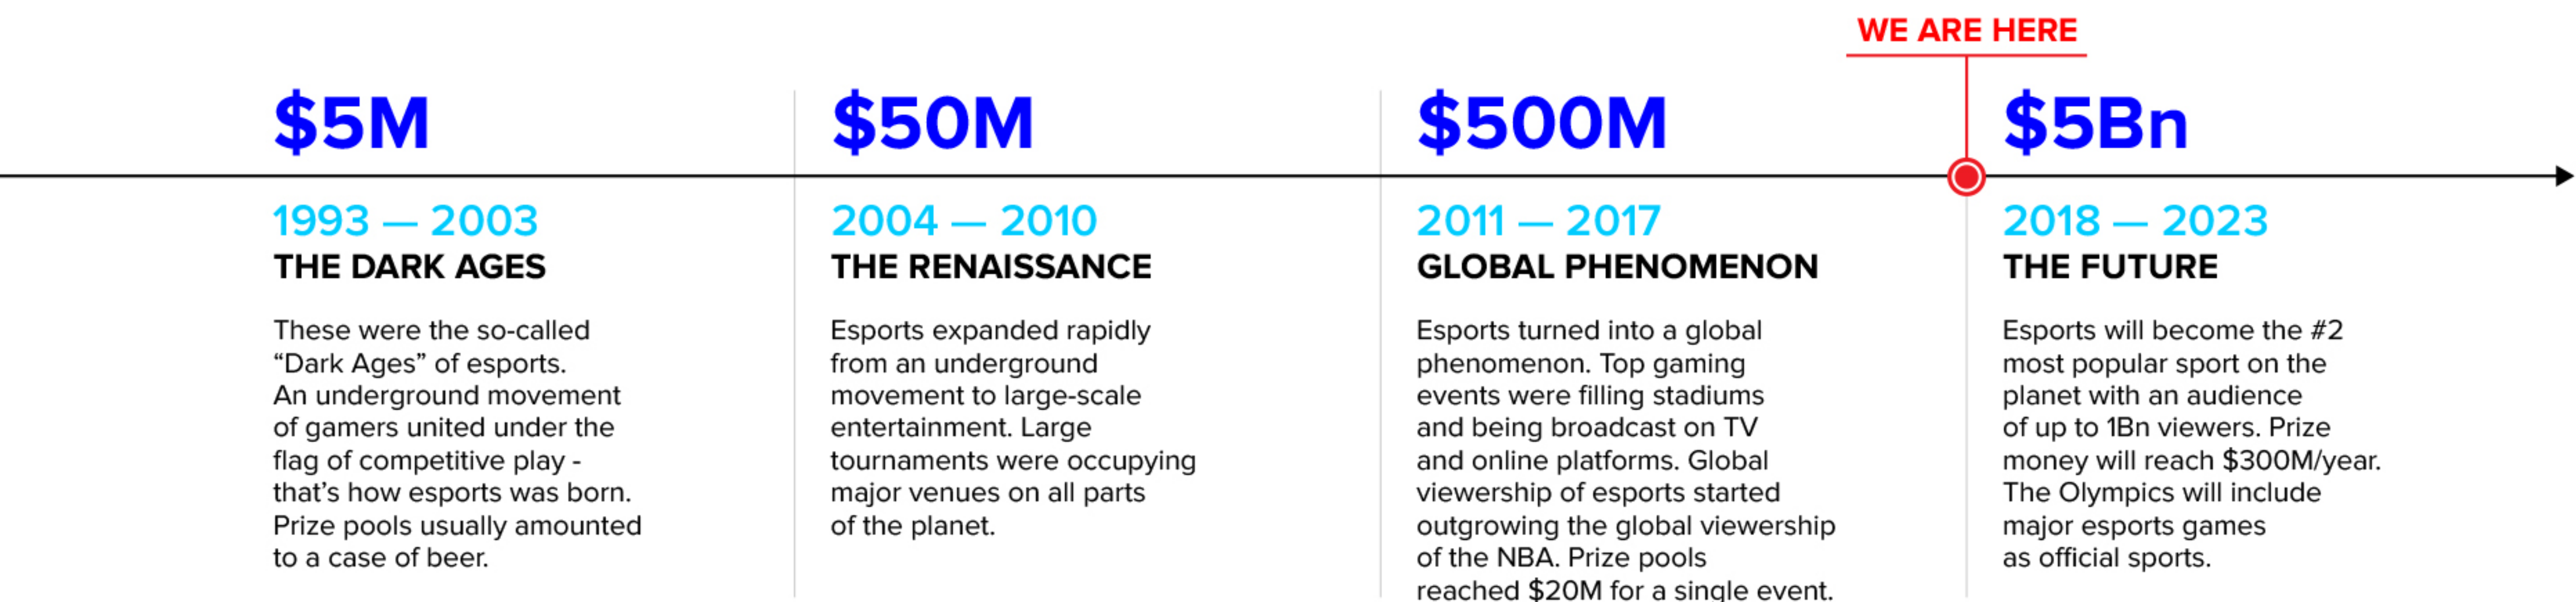 WE ARE HERE
$5M
1993 — 2003
THE DARK AGES
These were the so-called
“Dark Ages” of esports.
An underground movement
of gamers united under the
flag of competitive play -
that’s how esports was born.
Prize pools usually amounted
to a case of beer.
$50M
2004 — 2010
THE RENAISSANCE
Esports expanded rapidly
from an underground
movement to large-scale
entertainment. Large
tournaments were occupying
major venues on all parts
of the planet.
$500M
2011 — 2017
GLOBAL PHENOMENON
Esports turned into a global
phenomenon. Top gaming
events were filling stadiums
and being broadcast on TV
and online platforms. Global
viewership of esports started
outgrowing the global viewership
of the NBA. Prize pools
reached $20M for a single event.
$5Bn
2018 — 2023
THE FUTURE
Esports will become the #2
most popular sport on the
planet with an audience
of up to 1Bn viewers. Prize
money will reach $300M/year.
The Olympics will include
major esports games
as official sports.